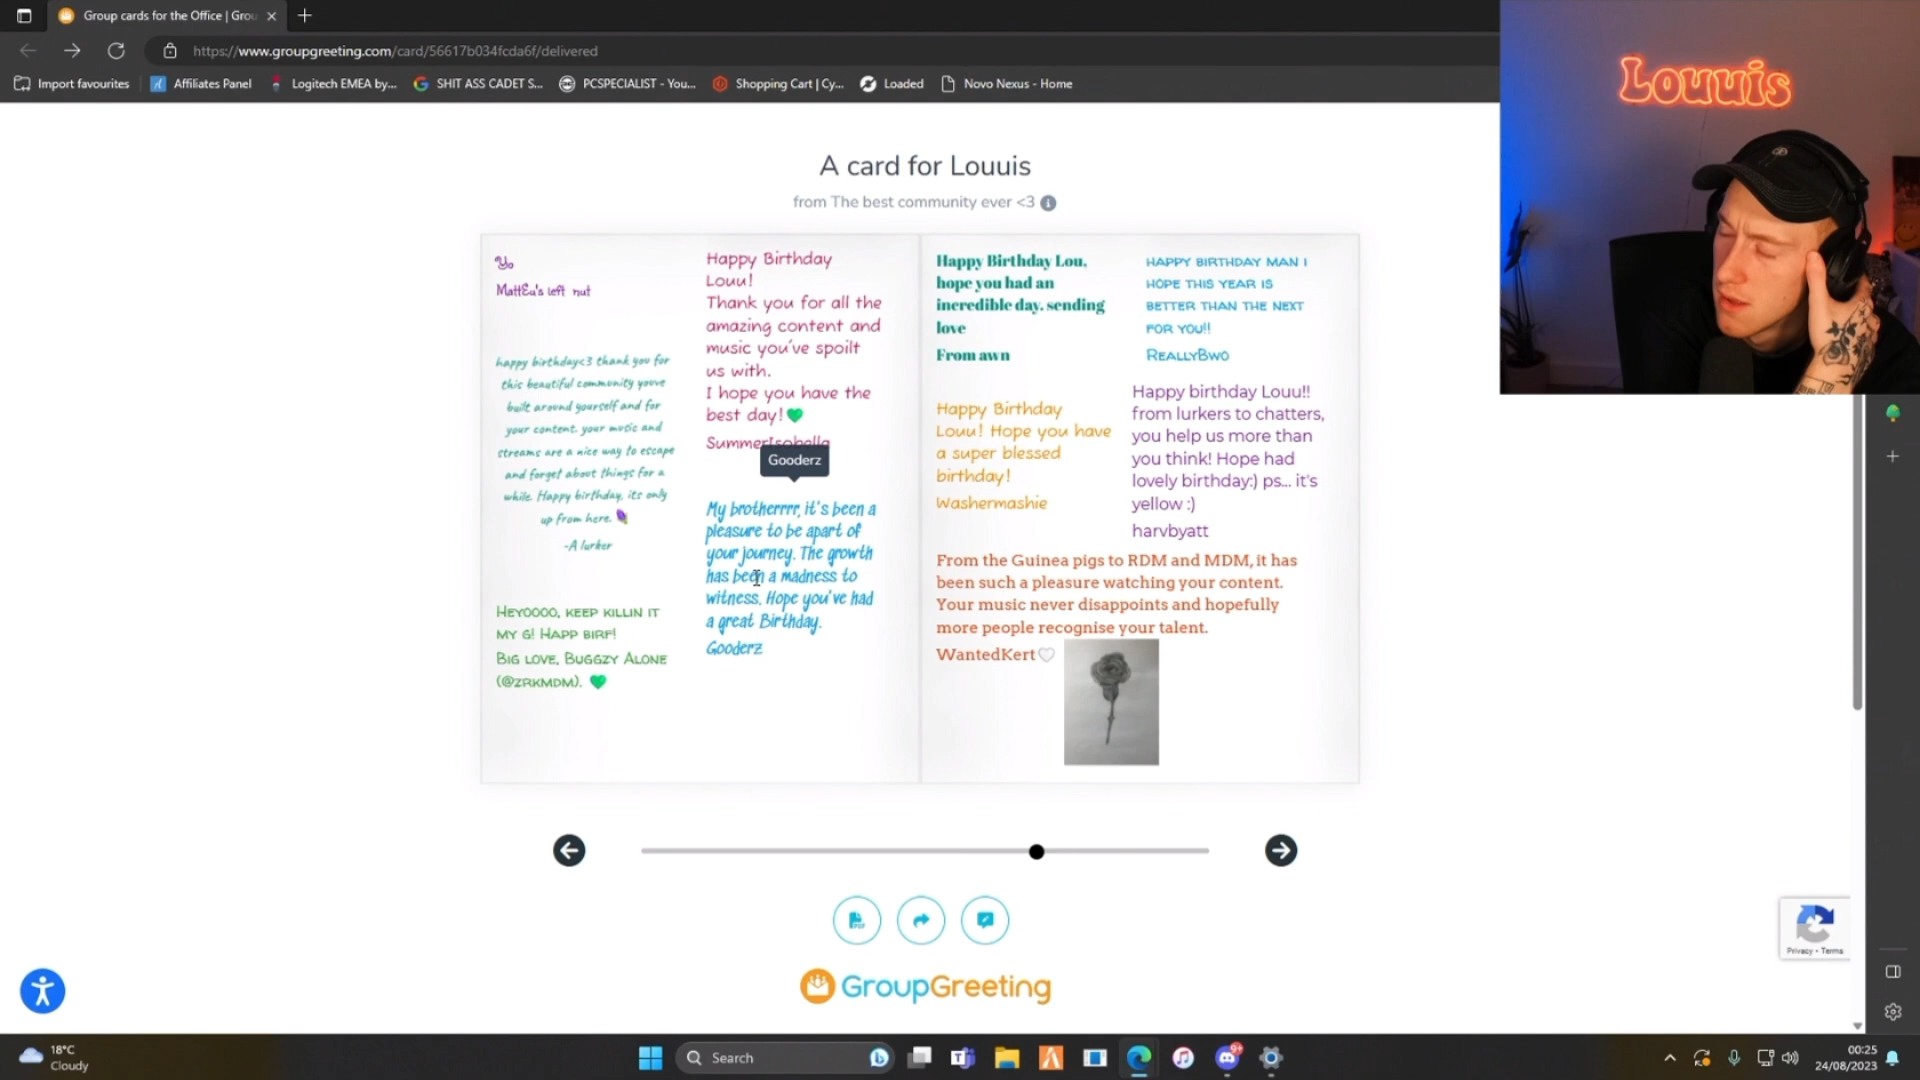 Group cards for the Office | Grou
https://www.groupgreeting.com/card/56617b034fcda6f/delivered
Import favourites
Affiliates Panel
Logitech EMEA by...
SHIT ASS CADET S...
PCSPECIALIST - You...
Shopping Cart | Cy...
Loaded
Novo Nexus - Home
Louuis
A card for Louuis
from The best community ever <3
Yo
MattEu's left nut
happy birthday<3 thank you for
this beautiful community youve
built around yourself and for
your content. your music and
streams are a nice way to escape
and forget about things for a
while. Happy birthday, its only
up from here.
-A lurker
HEYOOOO, KEEP KILLIN IT
MY G! HAPP BIRF!
BIG LOVE, BUGGZY ALONE
(@ZRKMDM). 💚
Happy Birthday
Louu!
Thank you for all the
amazing content and
music you've spoilt
us with.
I hope you have the
best day! 💚
SummerIsobella
Gooderz
My brotherrrr, it's been a
pleasure to be apart of
your journey. The growth
has been a madness to
witness. Hope you've had
a great Birthday.
Gooderz
Happy Birthday Lou,
hope you had an
incredible day. sending
love
From awn
HAPPY BIRTHDAY MAN I
HOPE THIS YEAR IS
BETTER THAN THE NEXT
FOR YOU!!
REALLYBWO
Happy Birthday
Louu! Hope you have
a super blessed
birthday!
Washermashie
Happy birthday Louu!!
from lurkers to chatters,
you help us more than
you think! Hope had
lovely birthday:) ps... it's
yellow :)
harvbyatt
From the Guinea pigs to RDM and MDM, it has
been such a pleasure watching your content.
Your music never disappoints and hopefully
more people recognise your talent.
WantedKert🤍
PDF
GroupGreeting
Privacy - Terms
18°C
Cloudy
Search
9+
00:25
24/08/2023